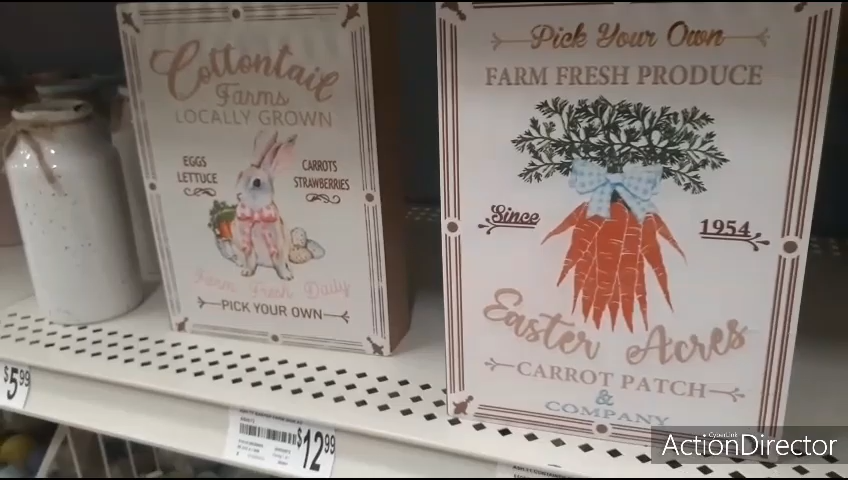 Cottontail
Farms
LOCALLY GROWN
EGGS
LETTUCE
CARROTS
STRAWBERRIES
Farm Fresh Daily
PICK YOUR OWN
Pick Your Own
FARM FRESH PRODUCE
Since
1954
Easter Acres
CARROT PATCH
&
COMPANY
$5.99
$12.99
CyberLink
ActionDirector